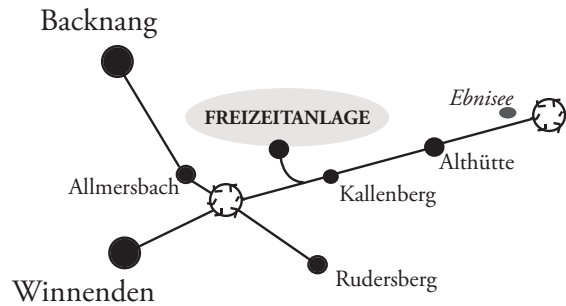 Backnang
Ebnisee
FREIZEITANLAGE
Althütte
Allmersbach
Kallenberg
Rudersberg
Winnenden